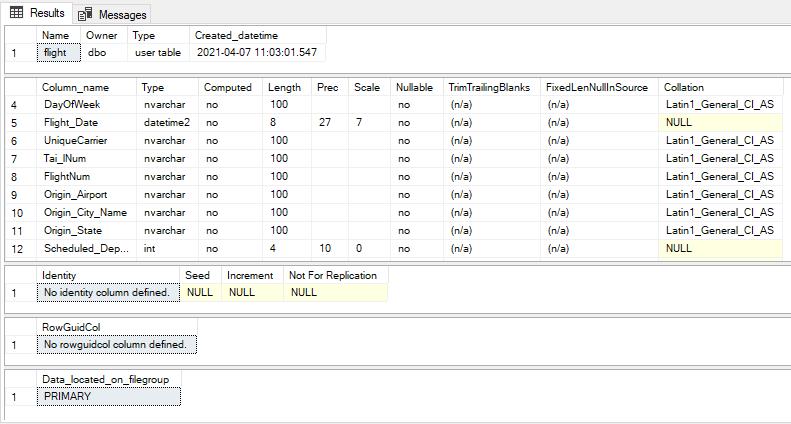 Results Messages
Name Owner Type Created_datetime
1 flight dbo user table 2021-04-07 11:03:01.547
Column_name Type Computed Length Prec Scale Nullable TrimTrailingBlanks FixedLenNullInSource Collation
4 DayOfWeek nvarchar no 100 no (n/a) (n/a) Latin1_General_CI_AS
5 Flight_Date datetime2 no 8 27 7 no (n/a) (n/a) NULL
6 UniqueCarrier nvarchar no 100 no (n/a) (n/a) Latin1_General_CI_AS
7 Tai_lNum nvarchar no 100 no (n/a) (n/a) Latin1_General_CI_AS
8 FlightNum nvarchar no 100 no (n/a) (n/a) Latin1_General_CI_AS
9 Origin_Airport nvarchar no 100 no (n/a) (n/a) Latin1_General_CI_AS
10 Origin_City_Name nvarchar no 100 no (n/a) (n/a) Latin1_General_CI_AS
11 Origin_State nvarchar no 100 no (n/a) (n/a) Latin1_General_CI_AS
12 Scheduled_Dep... int no 4 10 0 no (n/a) (n/a) NULL
Identity Seed Increment Not For Replication
1 No identity column defined. NULL NULL NULL
RowGuidCol
1 No rowguidcol column defined.
Data_located_on_filegroup
1 PRIMARY